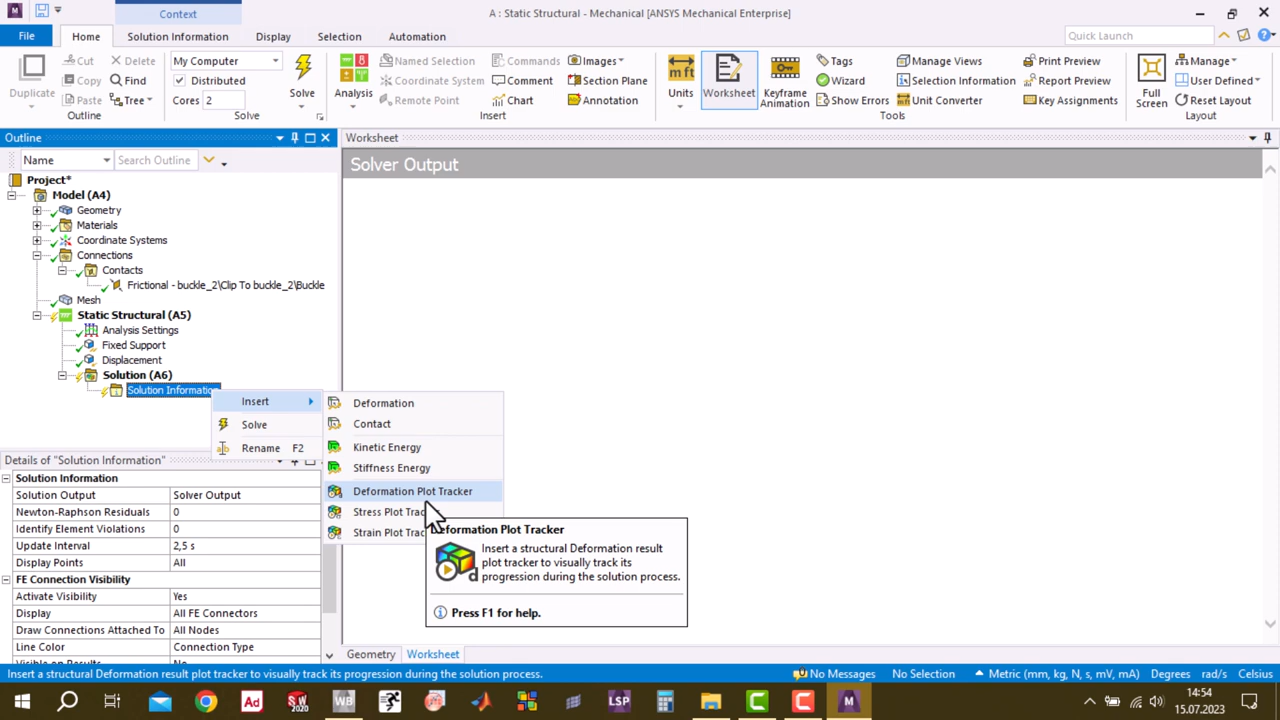 Context
A : Static Structural - Mechanical [ANSYS Mechanical Enterprise]
File
Home
Solution Information
Display
Selection
Automation
Quick Launch
Duplicate
Cut
Delete
Copy
Find
Paste
Tree
Outline
My Computer
Distributed
Cores 2
Solve
Solve
Analysis
Named Selection
Coordinate System
Remote Point
Commands
Comment
Chart
Images
Section Plane
Annotation
Insert
Units
Worksheet
Keyframe
Animation
Tags
Wizard
Show Errors
Manage Views
Selection Information
Unit Converter
Print Preview
Report Preview
Key Assignments
Tools
Full
Screen
Manage
User Defined
Reset Layout
Layout
Outline
Name
Search Outline
Project*
Model (A4)
Geometry
Materials
Coordinate Systems
Connections
Contacts
Frictional - buckle_2\Clip To buckle_2\Buckle
Mesh
Static Structural (A5)
Analysis Settings
Fixed Support
Displacement
Solution (A6)
Solution Information
Insert
Solve
Rename F2
Deformation
Contact
Kinetic Energy
Stiffness Energy
Deformation Plot Tracker
Stress Plot
Strain Plot
Deformation Plot Tracker
Insert a structural Deformation result
plot tracker to visually track its
progression during the solution process.
Press F1 for help.
Worksheet
Solver Output
Details of "Solution Information"
Solution Information
Solution Output Solver Output
Newton-Raphson Residuals 0
Identify Element Violations 0
Update Interval 2,5 s
Display Points All
FE Connection Visibility
Activate Visibility Yes
Display All FE Connectors
Draw Connections Attached To All Nodes
Line Color Connection Type
Visible on Results No
Geometry
Worksheet
Insert a structural Deformation result plot tracker to visually track its progression during the solution process.
No Messages
No Selection
Metric (mm, kg, N, s, mV, mA)
Degrees
rad/s
Celsius
Ad
SW
2020
WB
LSP
M
14:54
15.07.2023